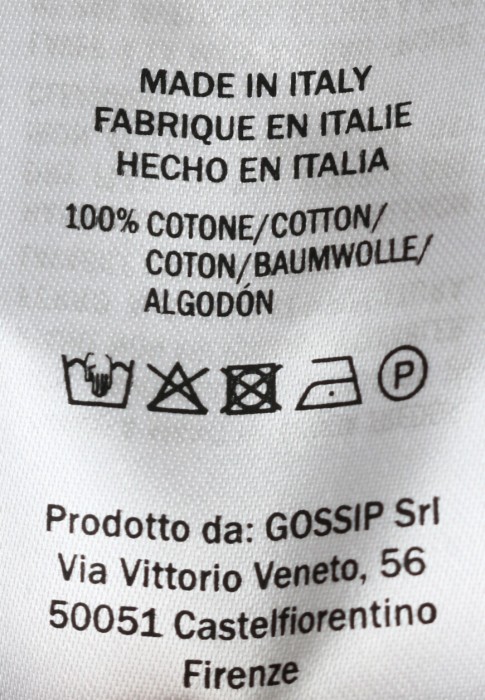 MADE IN ITALY
FABRIQUE EN ITALIE
HECHO EN ITALIA
100% COTONE/COTTON/
COTON/BAUMWOLLE/
ALGODÓN
P
Prodotto da: GOSSIP Srl
Via Vittorio Veneto, 56
50051 Castelfiorentino
Firenze